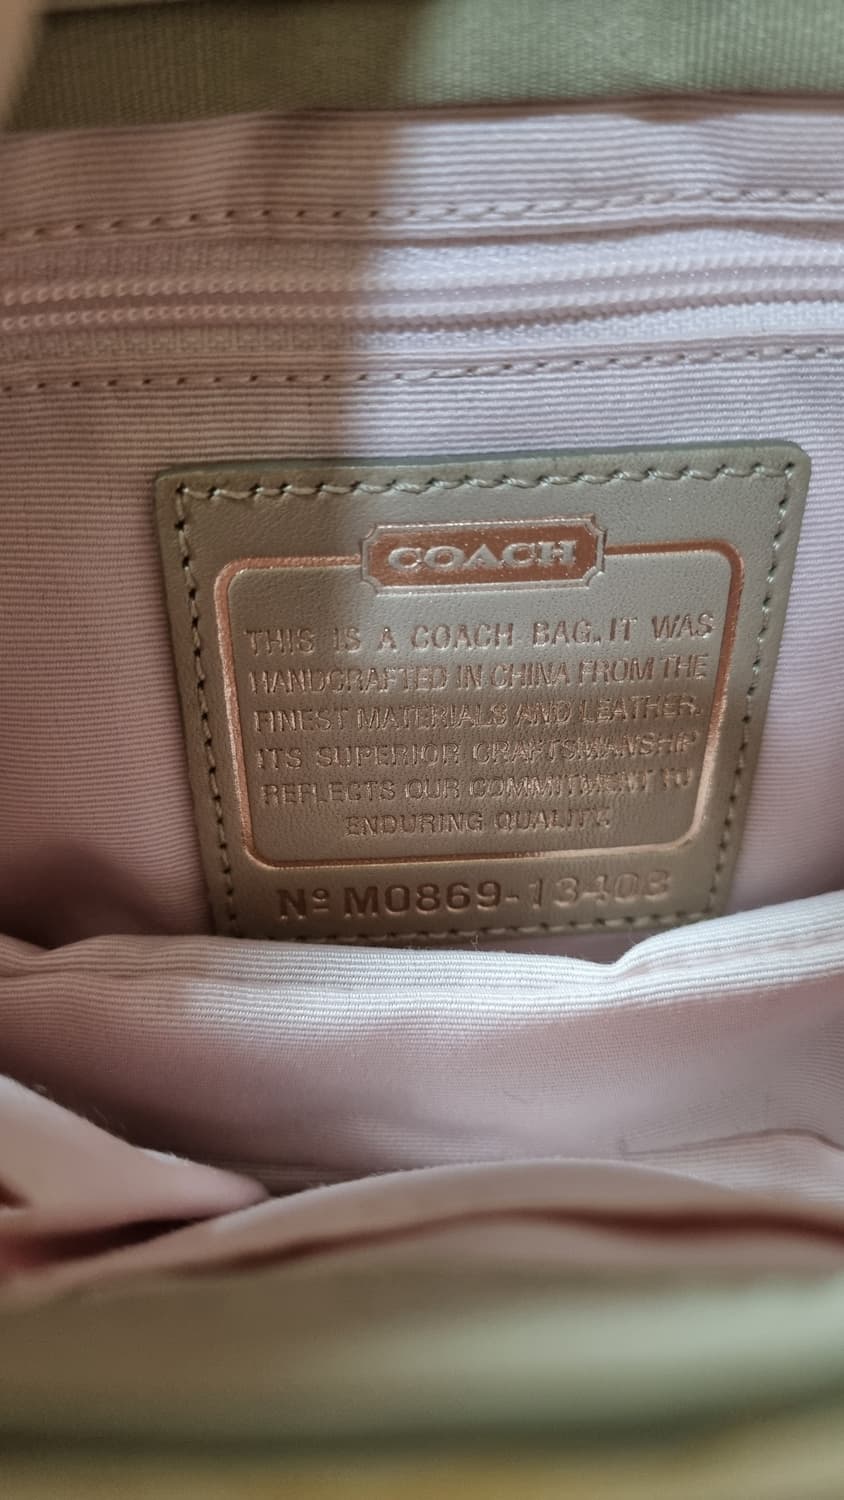 COACH
THIS IS A COACH BAG. IT WAS
HANDCRAFTED IN CHINA FROM THE
FINEST MATERIALS AND LEATHER.
ITS SUPERIOR CRAFTSMANSHIP
REFLECTS OUR COMMITMENT TO
ENDURING QUALITY.
Nº M0869-13408